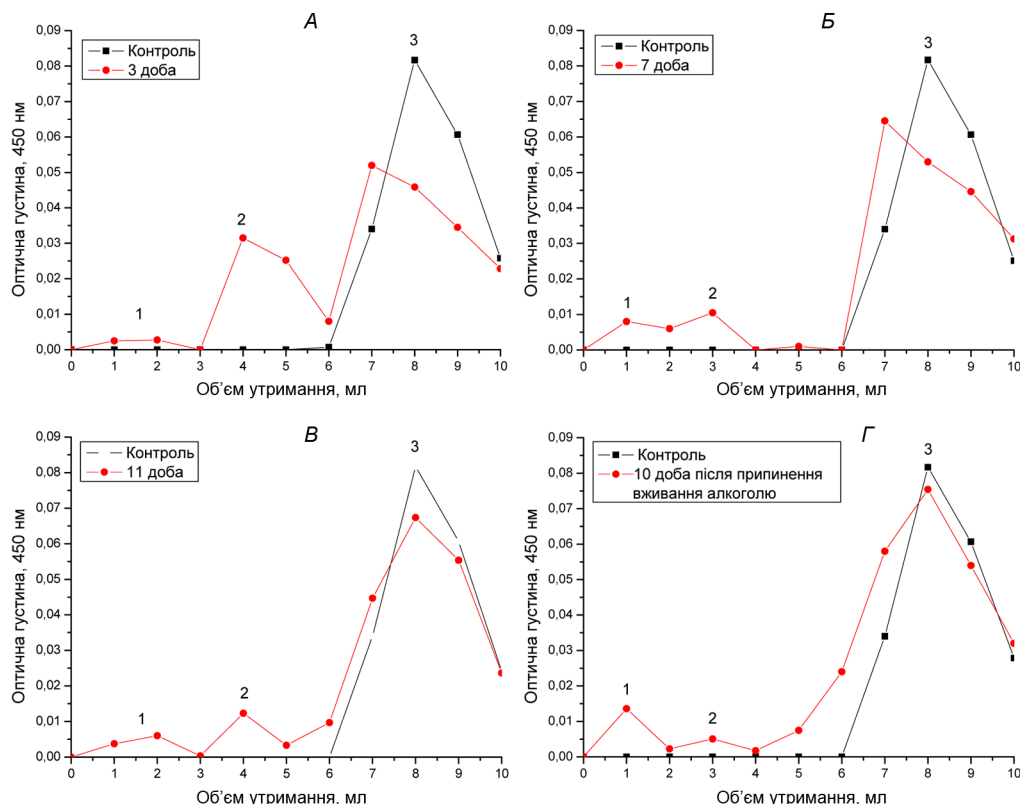 А
Контроль
3 доба
1
2
3
0,09
0,08
0,07
0,06
0,05
0,04
0,03
0,02
0,01
0,00
Оптична густина, 450 нм
0 1 2 3 4 5 6 7 8 9 10
Об’єм утримання, мл
Б
Контроль
7 доба
1
2
3
0,09
0,08
0,07
0,06
0,05
0,04
0,03
0,02
0,01
0,00
Оптична густина, 450 нм
0 1 2 3 4 5 6 7 8 9 10
Об’єм утримання, мл
В
Контроль
11 доба
1
2
3
0,09
0,08
0,07
0,06
0,05
0,04
0,03
0,02
0,01
0,00
Оптична густина, 450 нм
0 1 2 3 4 5 6 7 8 9 10
Об’єм утримання, мл
Г
Контроль
10 доба після припинення
вживання алкоголю
1
2
3
0,09
0,08
0,07
0,06
0,05
0,04
0,03
0,02
0,01
0,00
Оптична густина, 450 нм
0 1 2 3 4 5 6 7 8 9 10
Об’єм утримання, мл